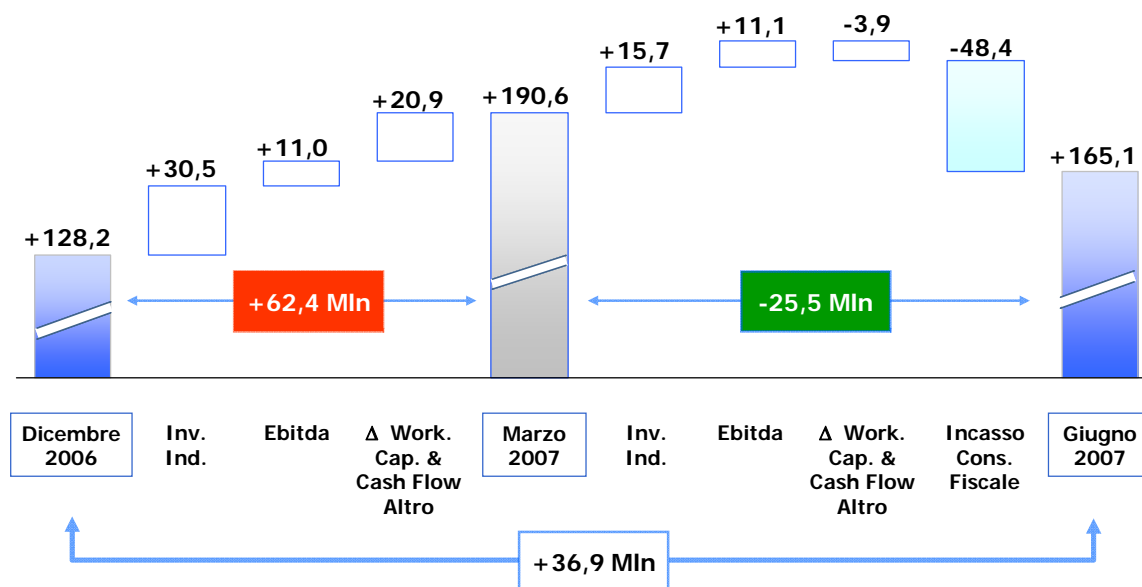 +128,2
+30,5
+11,0
+20,9
+190,6
+15,7
+11,1
-3,9
-48,4
+165,1
+62,4 Mln
-25,5 Mln
Dicembre
2006
Inv.
Ind.
Ebitda
Δ Work.
Cap. &
Cash Flow
Altro
Marzo
2007
Inv.
Ind.
Ebitda
Δ Work.
Cap. &
Cash Flow
Altro
Incasso
Cons.
Fiscale
Giugno
2007
+36,9 Mln